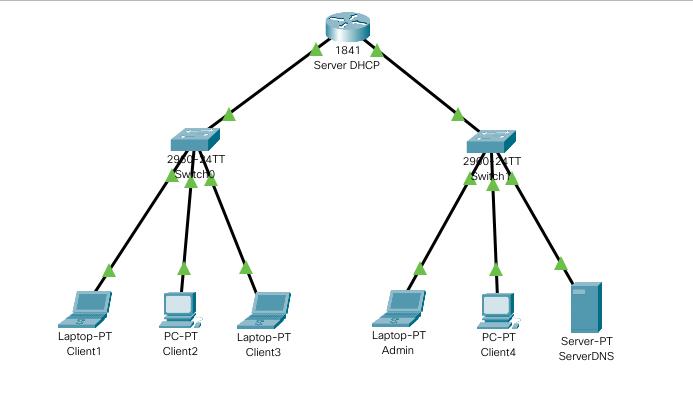 1841
Server DHCP
2960-24TT
Switch0
2960-24TT
Switch1
Laptop-PT
Client1
PC-PT
Client2
Laptop-PT
Client3
Laptop-PT
Admin
PC-PT
Client4
Server-PT
ServerDNS